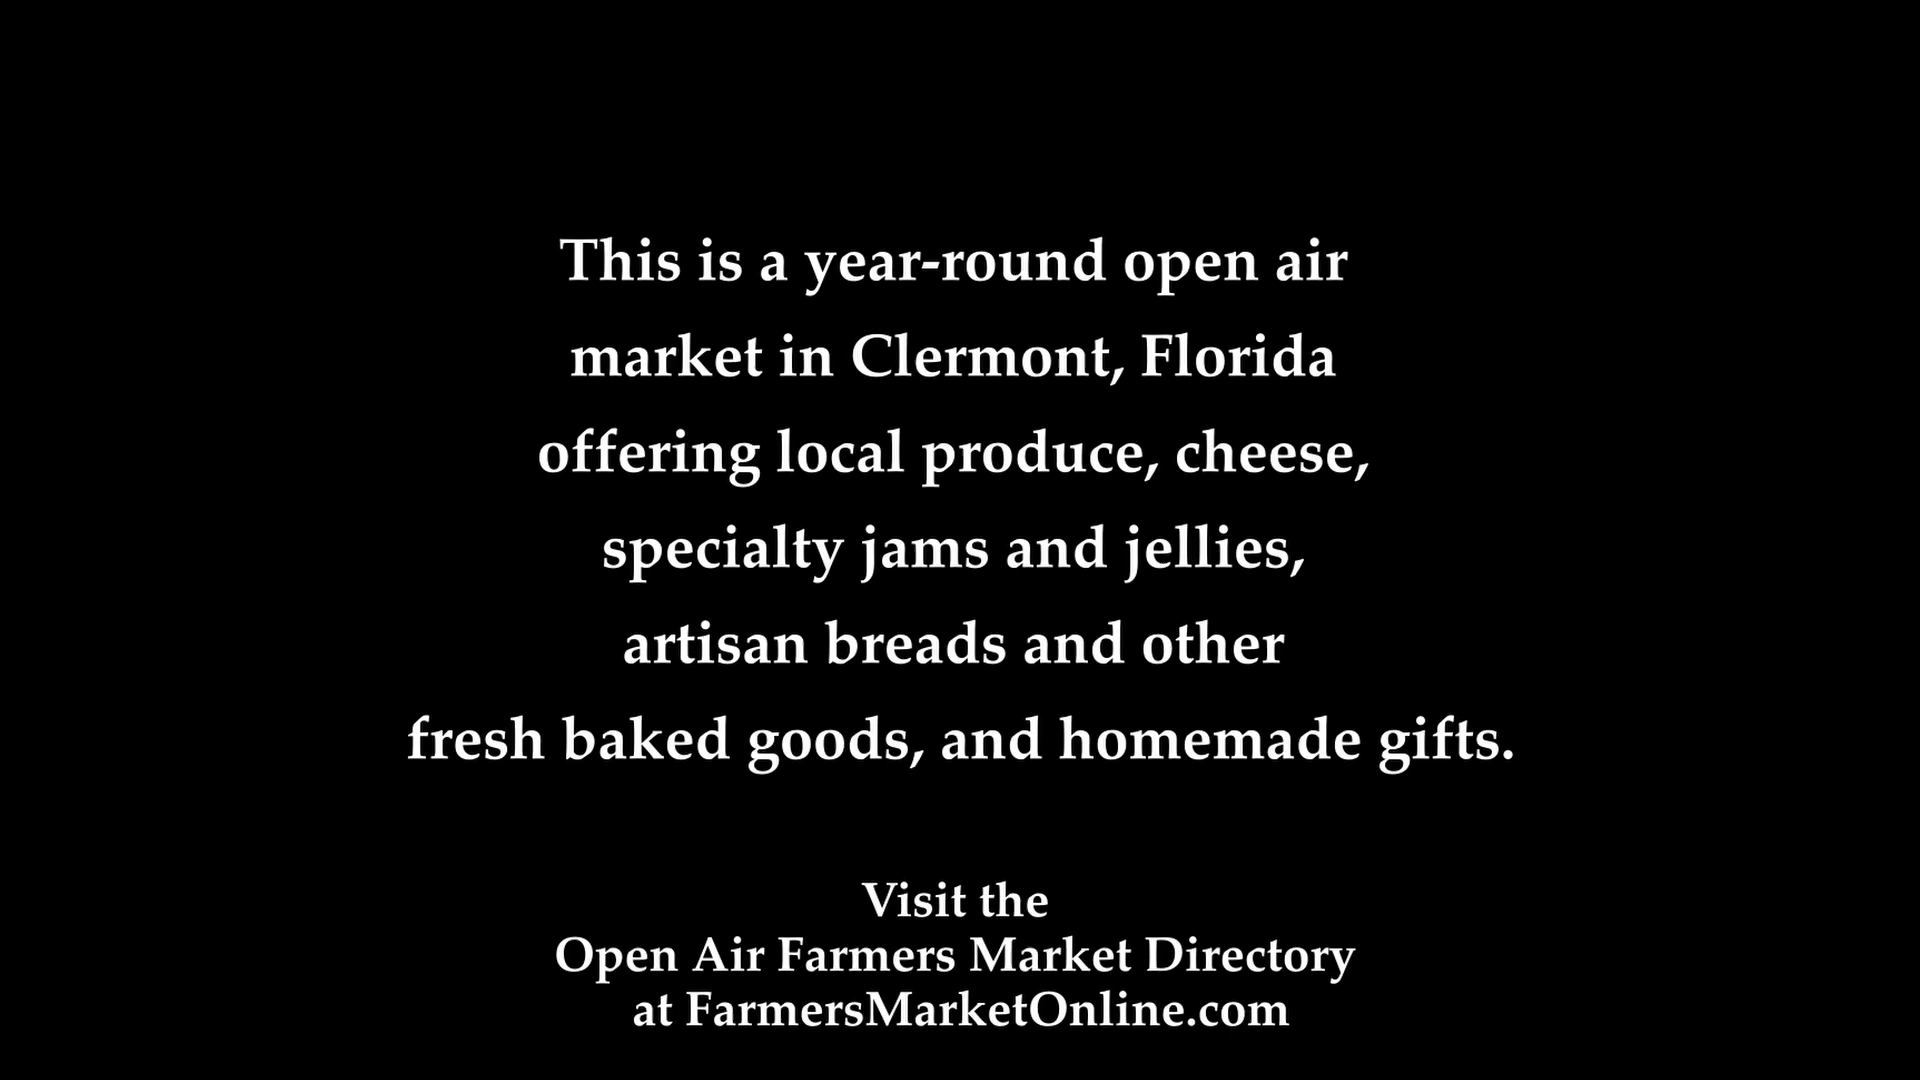 This is a year-round open air
market in Clermont, Florida
offering local produce, cheese,
specialty jams and jellies,
artisan breads and other
fresh baked goods, and homemade gifts.
Visit the
Open Air Farmers Market Directory
at FarmersMarketOnline.com